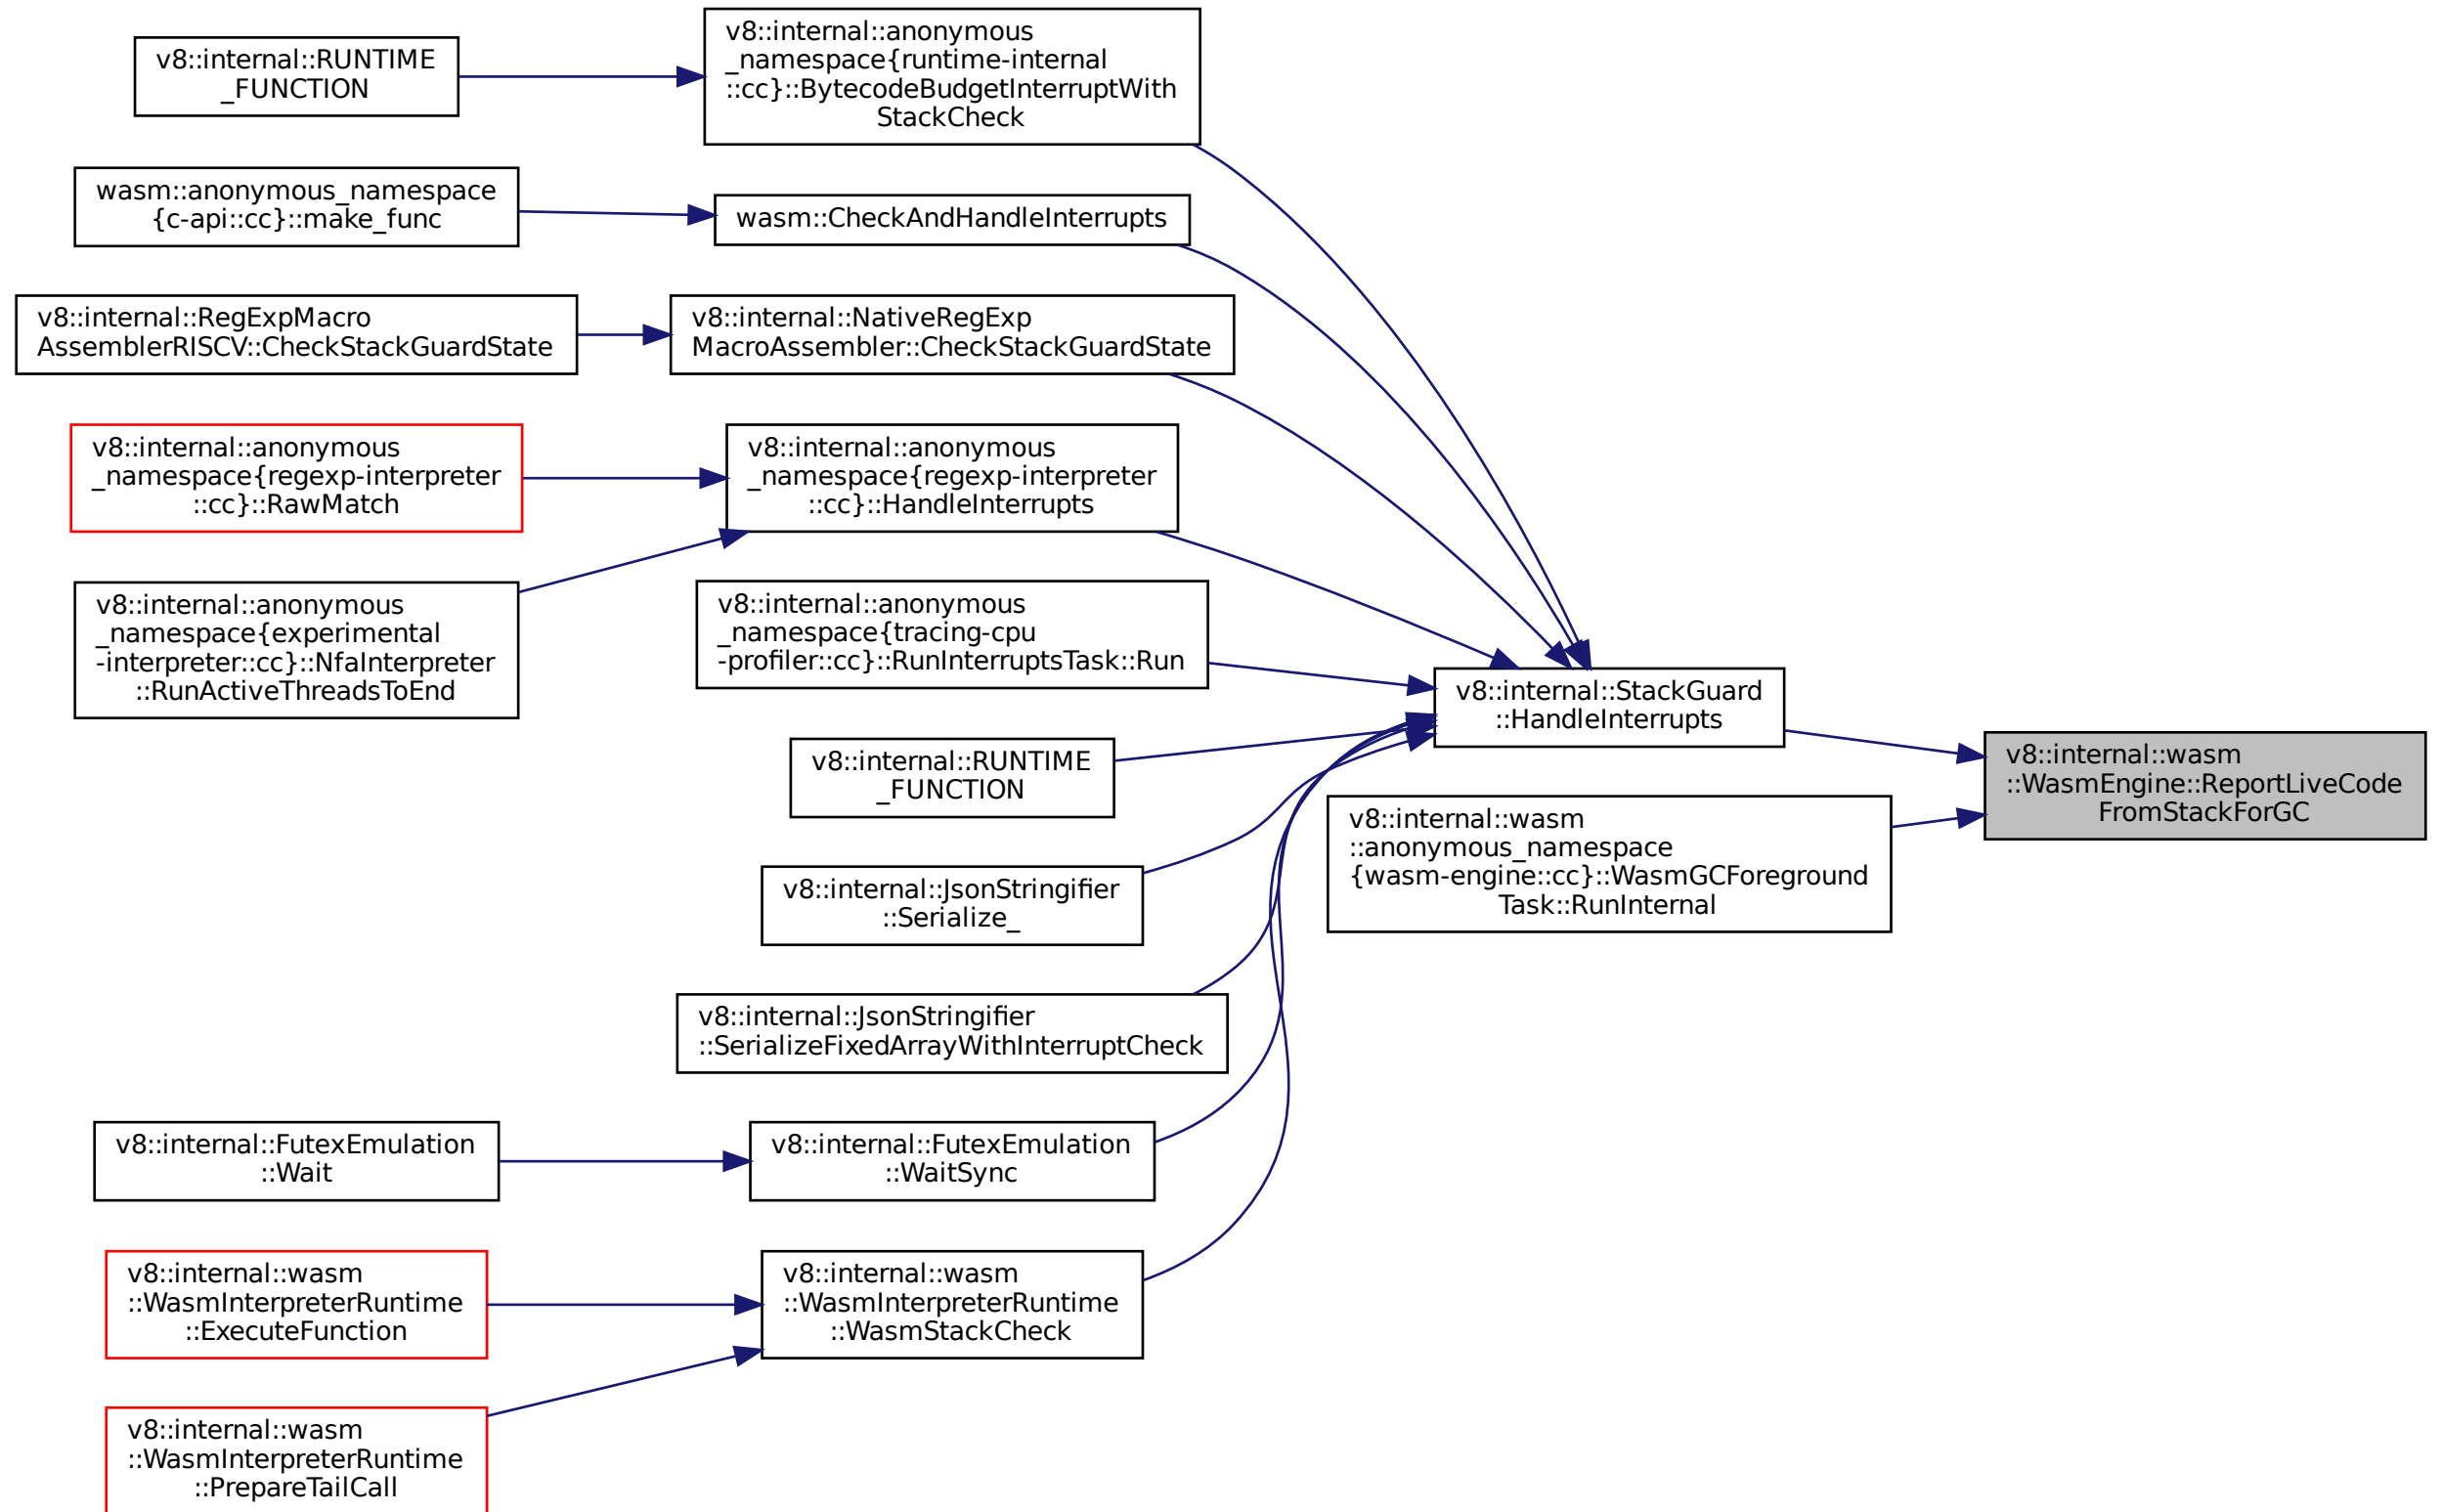 v8::internal::RUNTIME
_FUNCTION
v8::internal::anonymous
_namespace{runtime-internal
::cc}::BytecodeBudgetInterruptWith
StackCheck
wasm::anonymous_namespace
{c-api::cc}::make_func
wasm::CheckAndHandleInterrupts
v8::internal::RegExpMacro
AssemblerRISCV::CheckStackGuardState
v8::internal::NativeRegExp
MacroAssembler::CheckStackGuardState
v8::internal::anonymous
_namespace{regexp-interpreter
::cc}::RawMatch
v8::internal::anonymous
_namespace{regexp-interpreter
::cc}::HandleInterrupts
v8::internal::anonymous
_namespace{experimental
-interpreter::cc}::NfaInterpreter
::RunActiveThreadsToEnd
v8::internal::anonymous
_namespace{tracing-cpu
-profiler::cc}::RunInterruptsTask::Run
v8::internal::StackGuard
::HandleInterrupts
v8::internal::RUNTIME
_FUNCTION
v8::internal::wasm
::WasmEngine::ReportLiveCode
FromStackForGC
v8::internal::wasm
::anonymous_namespace
{wasm-engine::cc}::WasmGCForeground
Task::RunInternal
v8::internal::JsonStringifier
::Serialize_
v8::internal::JsonStringifier
::SerializeFixedArrayWithInterruptCheck
v8::internal::FutexEmulation
::Wait
v8::internal::FutexEmulation
::WaitSync
v8::internal::wasm
::WasmInterpreterRuntime
::ExecuteFunction
v8::internal::wasm
::WasmInterpreterRuntime
::WasmStackCheck
v8::internal::wasm
::WasmInterpreterRuntime
::PrepareTailCall